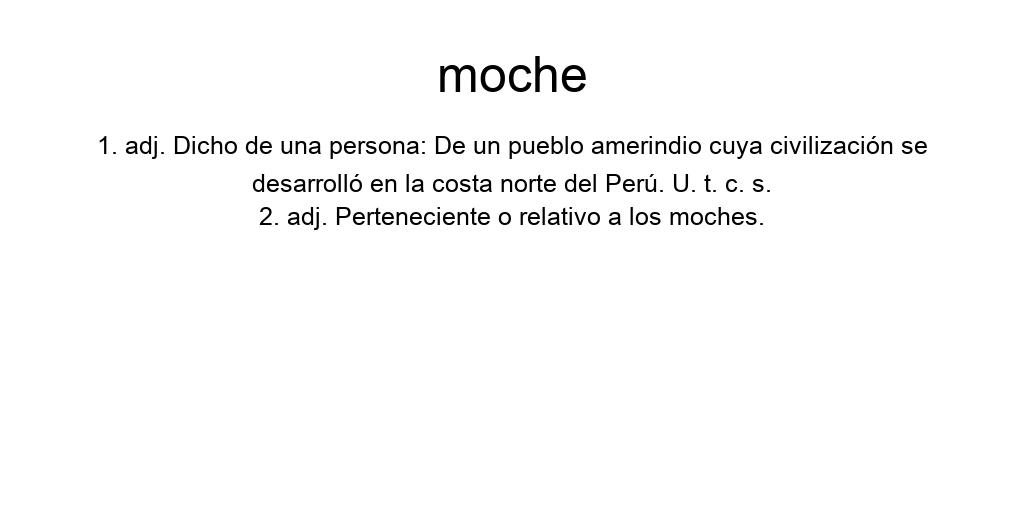 moche
1. adj. Dicho de una persona: De un pueblo amerindio cuya civilización se
desarrolló en la costa norte del Perú. U. t. c. s.
2. adj. Perteneciente o relativo a los moches.